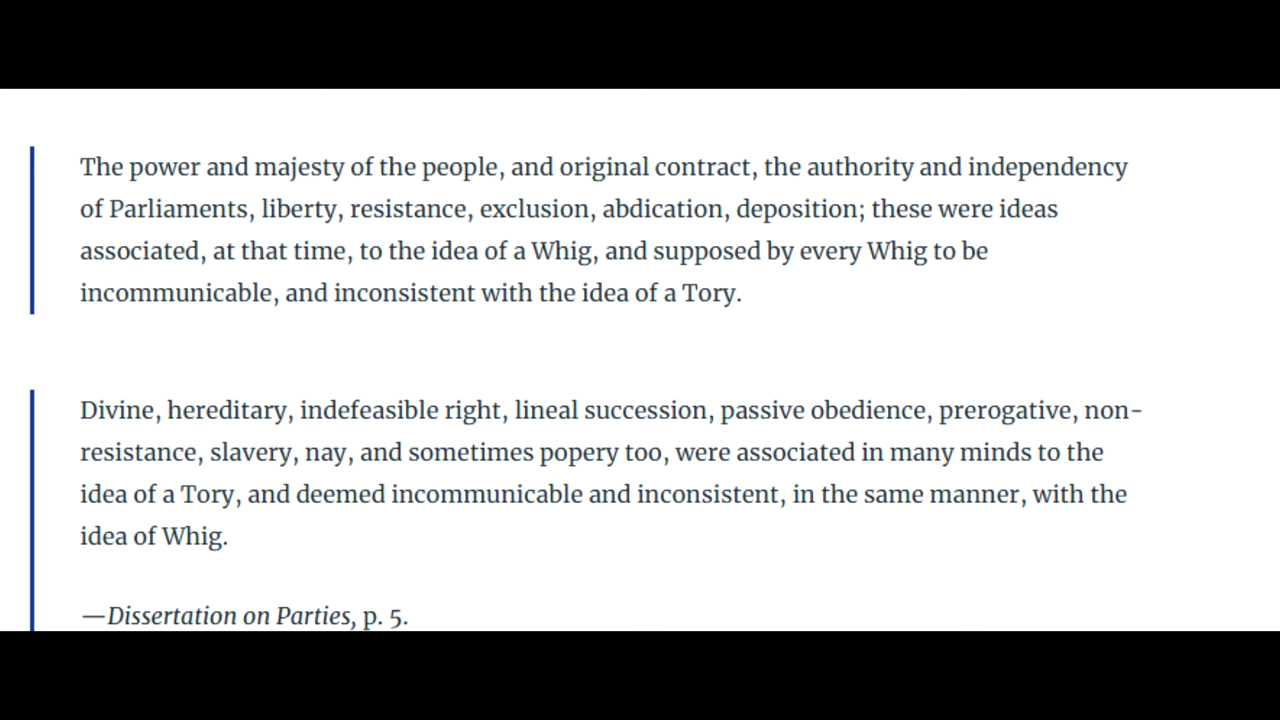 The power and majesty of the people, and original contract, the authority and independency
of Parliaments, liberty, resistance, exclusion, abdication, deposition; these were ideas
associated, at that time, to the idea of a Whig, and supposed by every Whig to be
incommunicable, and inconsistent with the idea of a Tory.
Divine, hereditary, indefeasible right, lineal succession, passive obedience, prerogative, non-
resistance, slavery, nay, and sometimes popery too, were associated in many minds to the
idea of a Tory, and deemed incommunicable and inconsistent, in the same manner, with the
idea of Whig.
—Dissertation on Parties, p. 5.